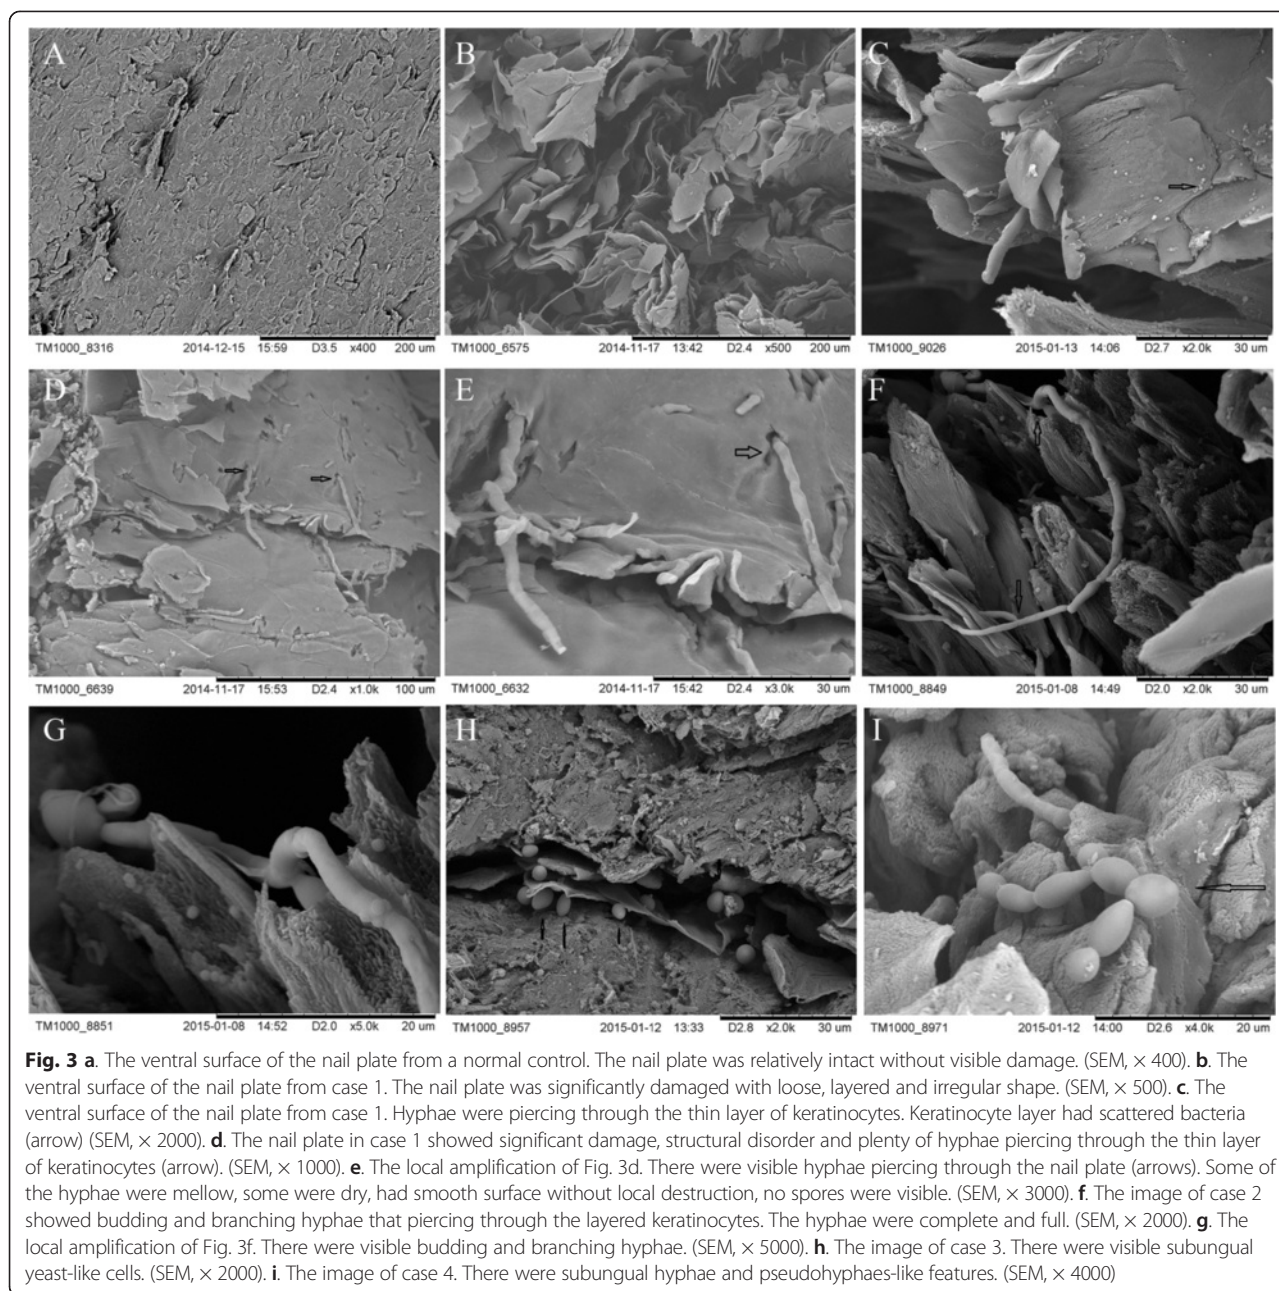 A
B
C
TM1000_8316 2014-12-15 15:59 D3.5 x400 200 um
TM1000_6575 2014-11-17 13:42 D2.4 x500 200 um
TM1000_9026 2015-01-13 14:06 D2.7 x2.0k 30 um
D
E
F
TM1000_6639 2014-11-17 15:53 D2.4 x1.0k 100 um
TM1000_6632 2014-11-17 15:42 D2.4 x3.0k 30 um
TM1000_8849 2015-01-08 14:49 D2.0 x2.0k 30 um
G
H
I
TM1000_8851 2015-01-08 14:52 D2.0 x5.0k 20 um
TM1000_8957 2015-01-12 13:33 D2.8 x2.0k 30 um
TM1000_8971 2015-01-12 14:00 D2.6 x4.0k 20 um
Fig. 3 a. The ventral surface of the nail plate from a normal control. The nail plate was relatively intact without visible damage. (SEM, × 400). b. The
ventral surface of the nail plate from case 1. The nail plate was significantly damaged with loose, layered and irregular shape. (SEM, × 500). c. The
ventral surface of the nail plate from case 1. Hyphae were piercing through the thin layer of keratinocytes. Keratinocyte layer had scattered bacteria
(arrow) (SEM, × 2000). d. The nail plate in case 1 showed significant damage, structural disorder and plenty of hyphae piercing through the thin layer
of keratinocytes (arrow). (SEM, × 1000). e. The local amplification of Fig. 3d. There were visible hyphae piercing through the nail plate (arrows). Some of
the hyphae were mellow, some were dry, had smooth surface without local destruction, no spores were visible. (SEM, × 3000). f. The image of case 2
showed budding and branching hyphae that piercing through the layered keratinocytes. The hyphae were complete and full. (SEM, × 2000). g. The
local amplification of Fig. 3f. There were visible budding and branching hyphae. (SEM, × 5000). h. The image of case 3. There were visible subungual
yeast-like cells. (SEM, × 2000). i. The image of case 4. There were subungual hyphae and pseudohyphaes-like features. (SEM, × 4000)